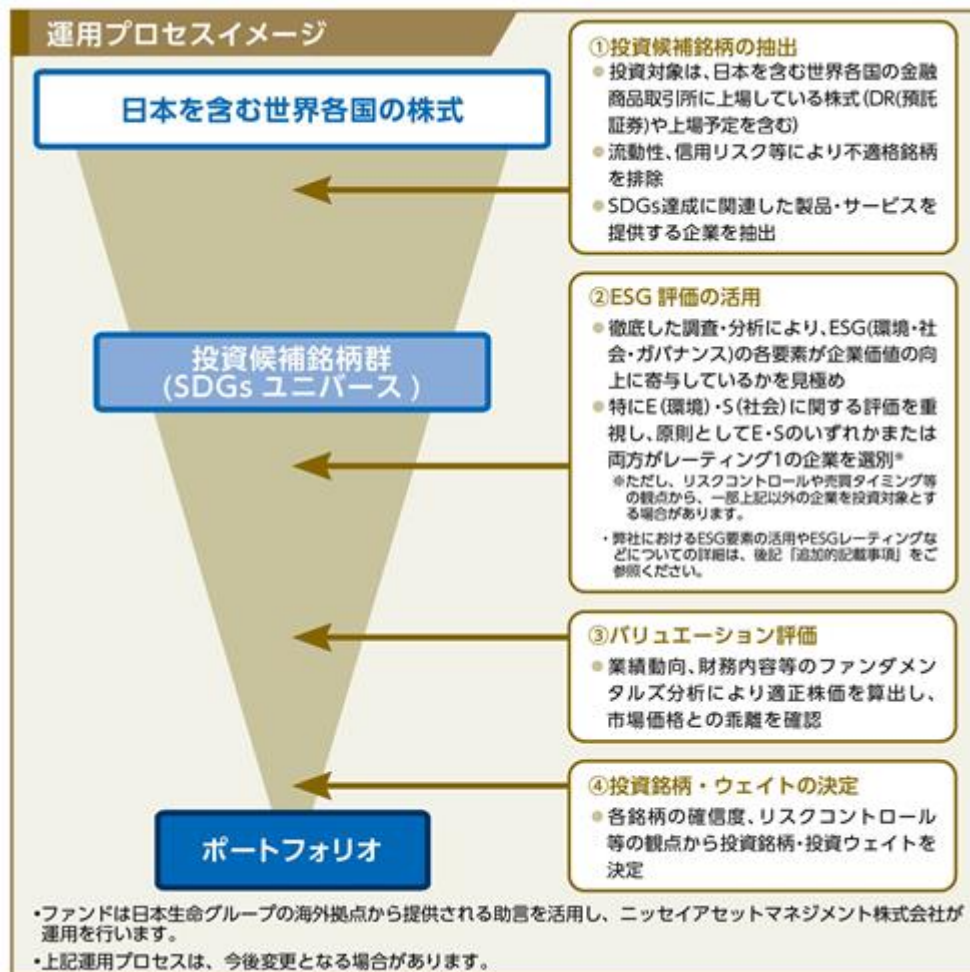 運用プロセスイメージ
日本を含む世界各国の株式
①投資候補銘柄の抽出
●投資対象は、日本を含む世界各国の金融
商品取引所に上場している株式(DR(預託
証券)や上場予定を含む)
●流動性、信用リスク等により不適格銘柄
を排除
●SDGs達成に関連した製品・サービスを
提供する企業を抽出
投資候補銘柄群
(SDGs ユニバース )
②ESG 評価の活用
●徹底した調査・分析により、ESG(環境・社
会・ガバナンス)の各要素が企業価値の向
上に寄与しているかを見極め
●特にE(環境)・S(社会)に関する評価を重
視し、原則としてE・Sのいずれかまたは
両方がレーティング1の企業を選別※
※ただし、リスクコントロールや売買タイミング等
の観点から、一部上記以外の企業を投資対象とす
る場合があります。
・弊社におけるESG要素の活用やESGレーティングな
どについての詳細は、後記「追加的記載事項」をご
参照ください。
③バリュエーション評価
●業績動向、財務内容等のファンダメン
タルズ分析により適正株価を算出し、
市場価格との乖離を確認
④投資銘柄・ウェイトの決定
●各銘柄の確信度、リスクコントロール
等の観点から投資銘柄・投資ウェイトを
決定
ポートフォリオ
•ファンドは日本生命グループの海外拠点から提供される助言を活用し、ニッセイアセットマネジメント株式会社が
運用を行います。
•上記運用プロセスは、今後変更となる場合があります。